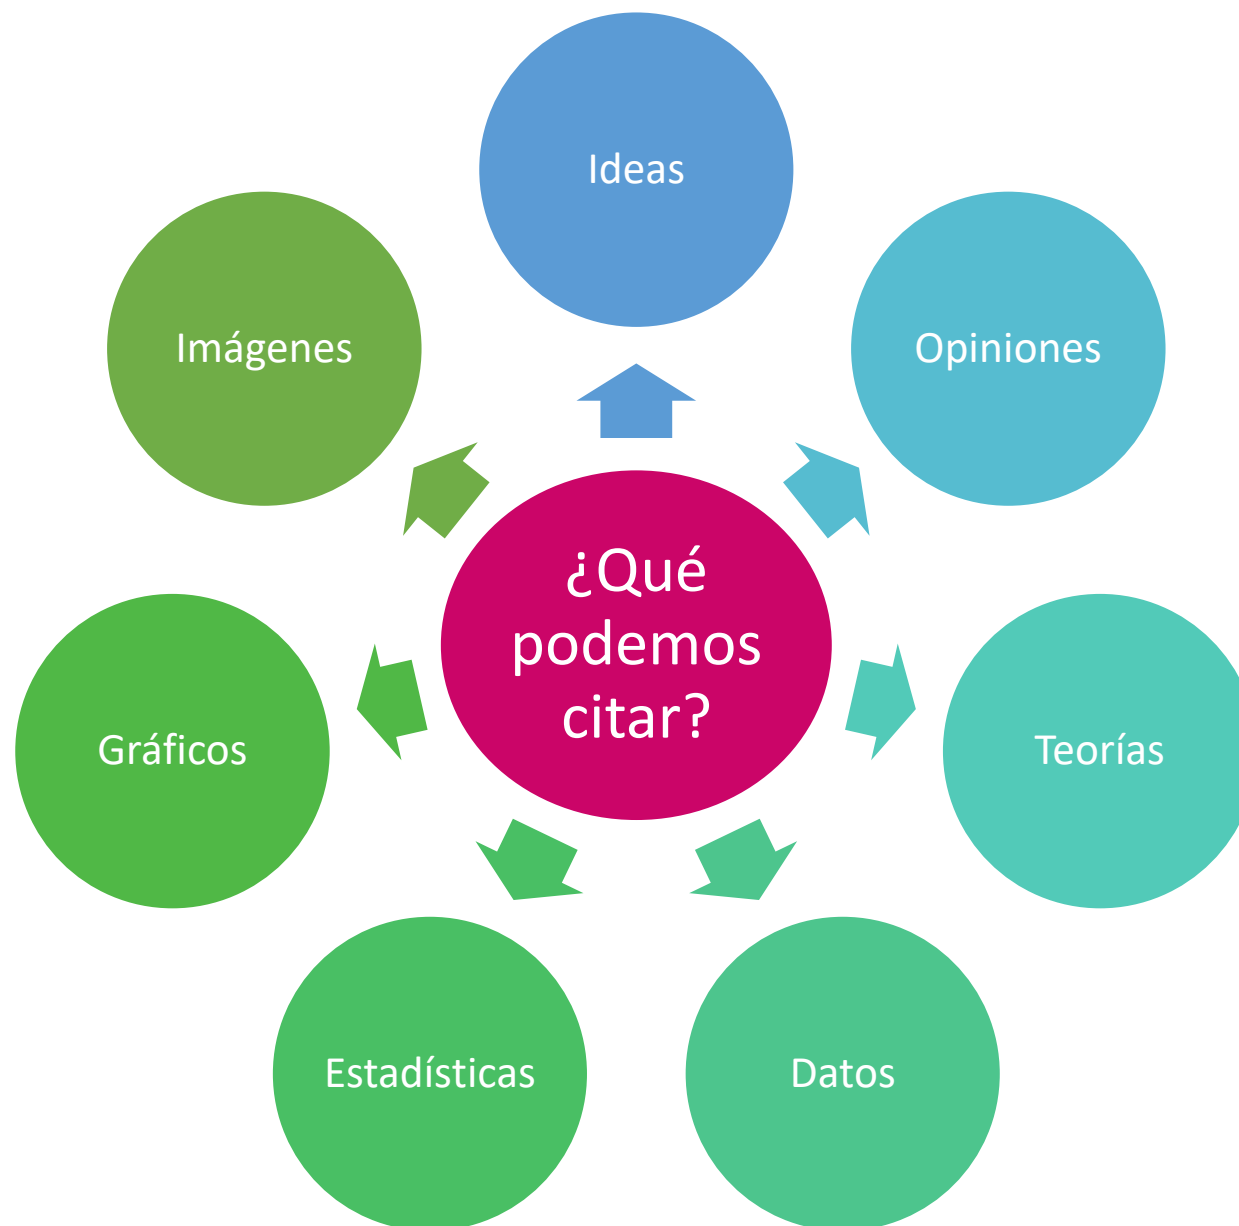 Ideas
Opiniones
Teorías
Datos
Estadísticas
Gráficos
Imágenes
¿Qué
podemos
citar?